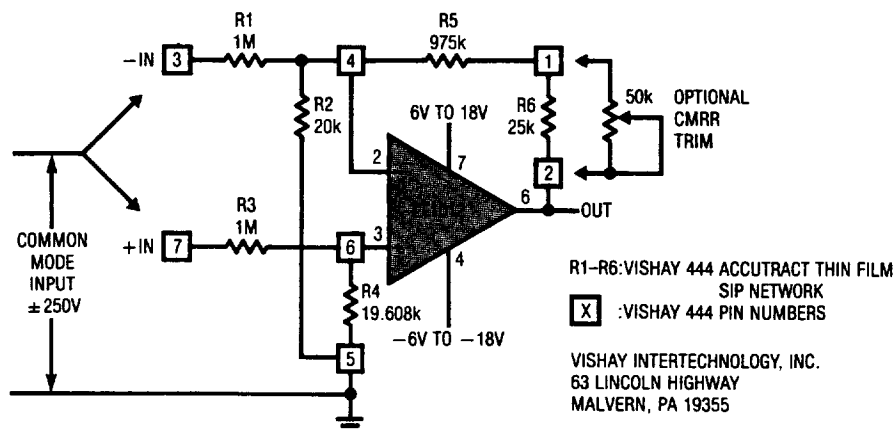 R1
1M
R5
975k
−IN
3
4
1
R2
20k
6V TO 18V
R6
25k
50k
OPTIONAL
CMRR
TRIM
2
7
2
6
OUT
R3
1M
COMMON
MODE
INPUT
±250V
+IN
7
6
3
4
R4
19.608k
−6V TO −18V
5
R1–R6:VISHAY 444 ACCUTRACT THIN FILM
SIP NETWORK
X :VISHAY 444 PIN NUMBERS
VISHAY INTERTECHNOLOGY, INC.
63 LINCOLN HIGHWAY
MALVERN, PA 19355